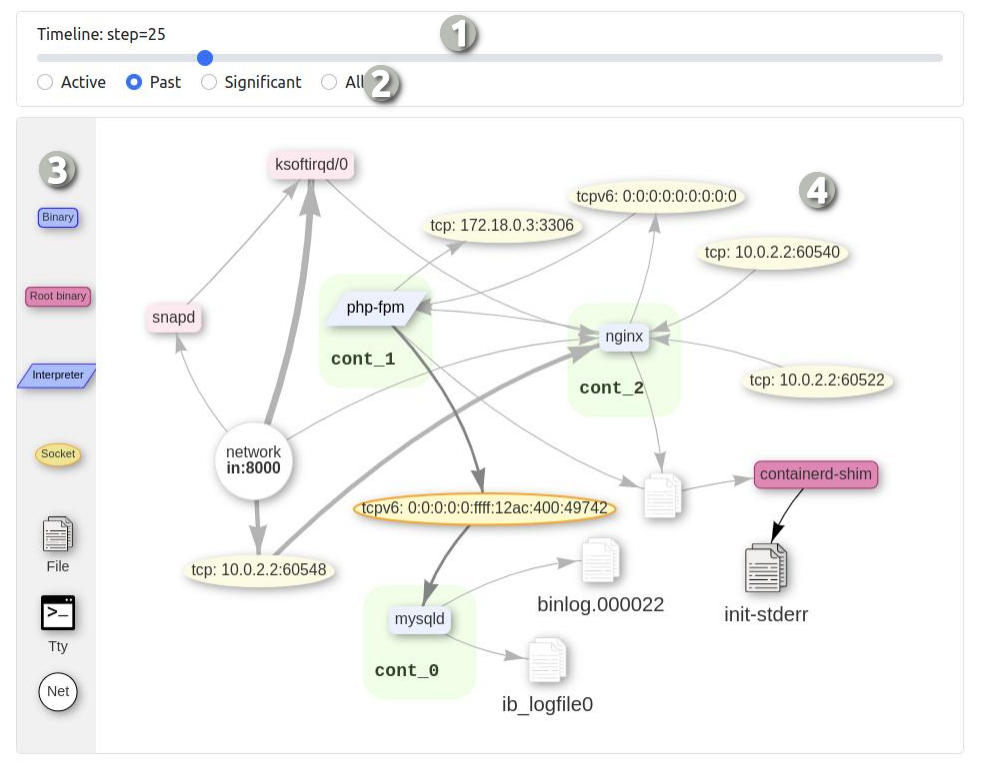 Timeline: step=25
1
Active Past Significant All
2
3
Binary
Root binary
Interpreter
Socket
File
Tty
Net
4
ksoftirqd/0
tcpv6: 0:0:0:0:0:0:0:0:0
tcp: 172.18.0.3:3306
tcp: 10.0.2.2:60540
snapd
php-fpm
cont_1
nginx
cont_2
tcp: 10.0.2.2:60522
network
in:8000
containerd-shim
tcpv6: 0:0:0:0:0:ffff:12ac:400:49742
tcp: 10.0.2.2:60548
init-stderr
binlog.000022
mysqld
cont_0
ib_logfile0
>_